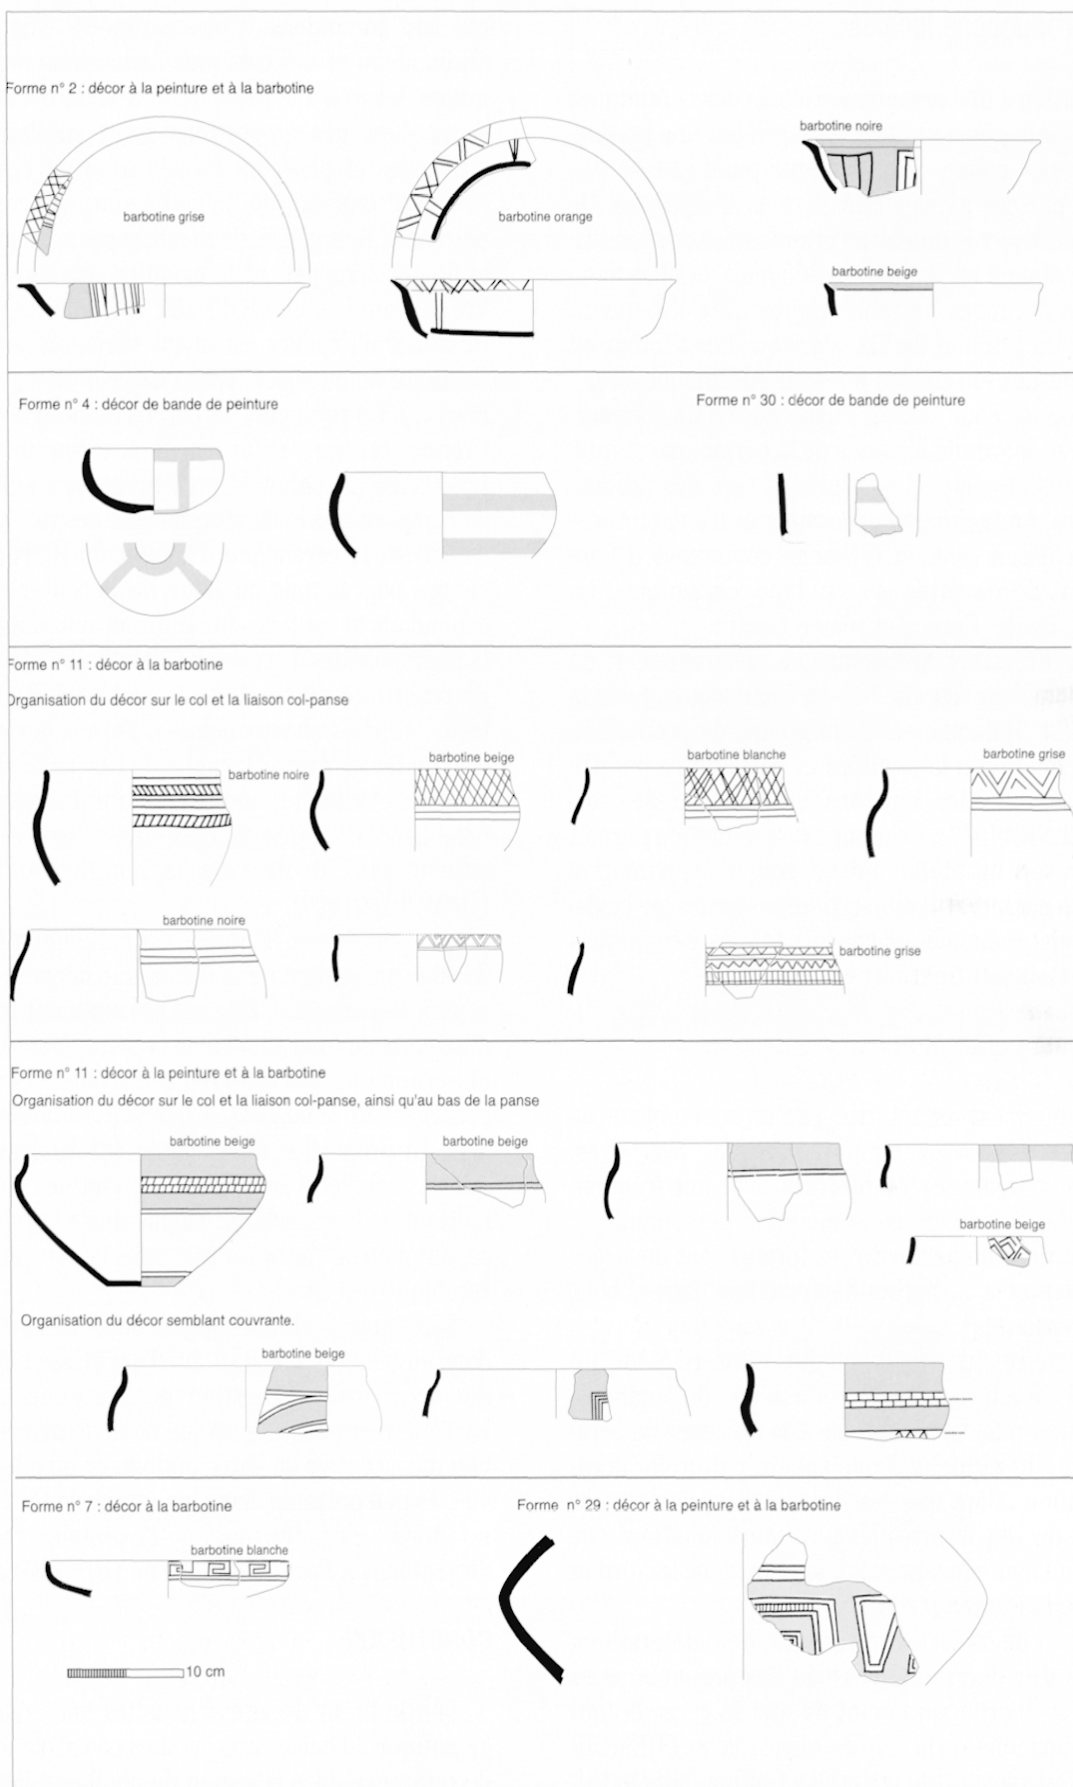 Forme n° 2 : décor à la peinture et à la barbotine
barbotine grise
barbotine orange
barbotine noire
barbotine beige
Forme n° 4 : décor de bande de peinture
Forme n° 30 : décor de bande de peinture
Forme n° 11 : décor à la barbotine
Organisation du décor sur le col et la liaison col-panse
barbotine noire
barbotine beige
barbotine blanche
barbotine grise
barbotine noire
barbotine grise
Forme n° 11 : décor à la peinture et à la barbotine
Organisation du décor sur le col et la liaison col-panse, ainsi qu'au bas de la panse
barbotine beige
barbotine beige
barbotine beige
Organisation du décor semblant couvrante.
barbotine beige
Forme n° 7 : décor à la barbotine
Forme n° 29 : décor à la peinture et à la barbotine
barbotine blanche
10 cm